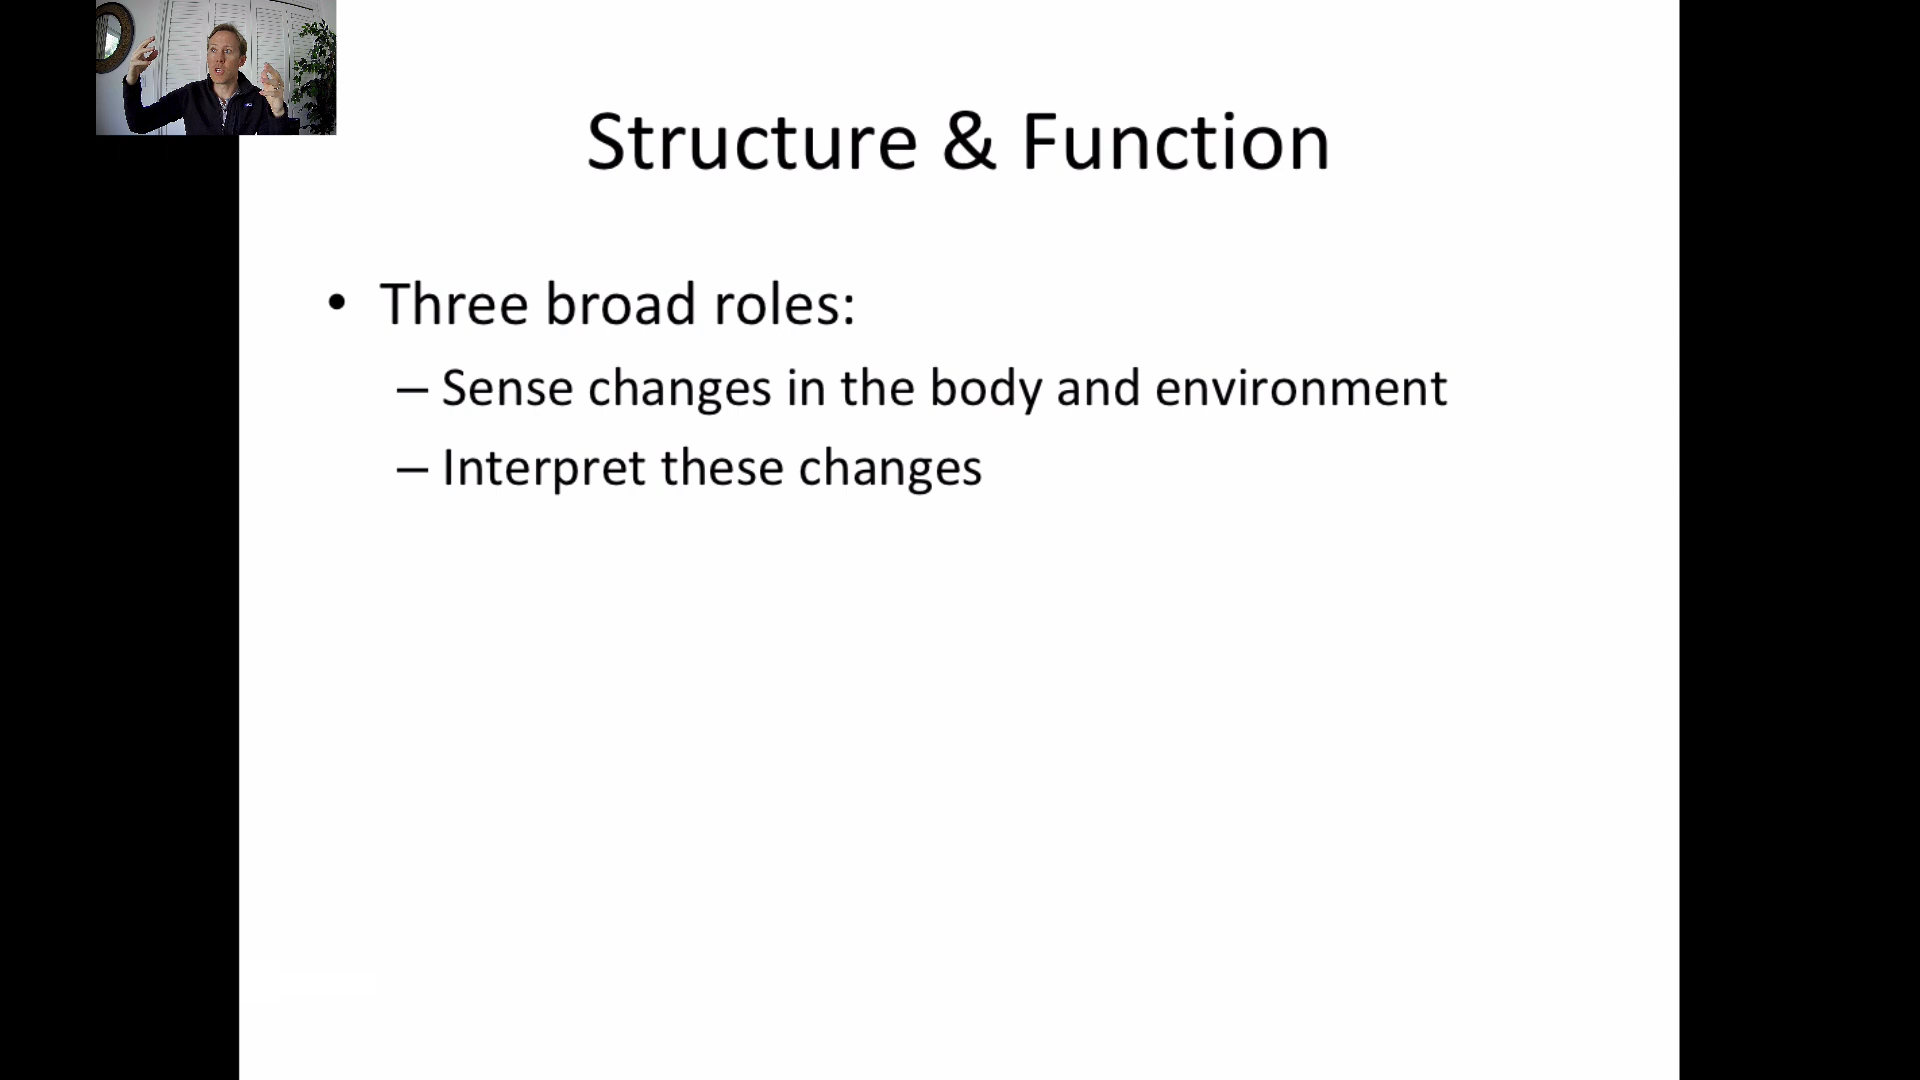 Structure & Function
• Three broad roles:
– Sense changes in the body and environment
– Interpret these changes